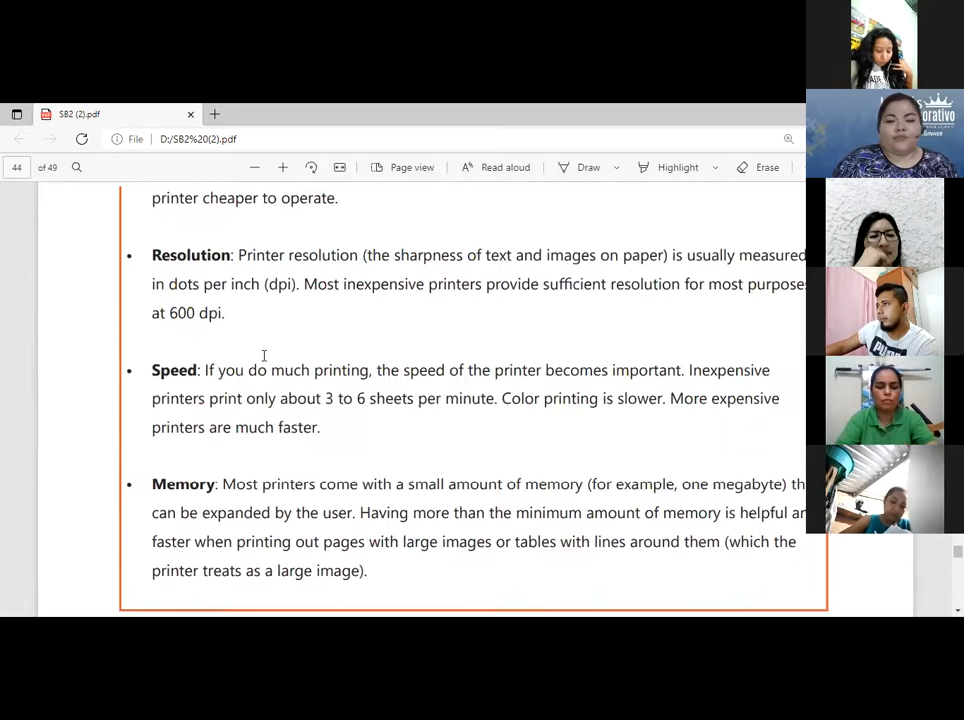 SB2 (2).pdf
File
D:/SB2%20(2).pdf
44 of 49
Page view
Read aloud
Draw
Highlight
Erase
printer cheaper to operate.
• Resolution: Printer resolution (the sharpness of text and images on paper) is usually measured
in dots per inch (dpi). Most inexpensive printers provide sufficient resolution for most purposes
at 600 dpi.
• Speed: If you do much printing, the speed of the printer becomes important. Inexpensive
printers print only about 3 to 6 sheets per minute. Color printing is slower. More expensive
printers are much faster.
• Memory: Most printers come with a small amount of memory (for example, one megabyte) th
can be expanded by the user. Having more than the minimum amount of memory is helpful an
faster when printing out pages with large images or tables with lines around them (which the
printer treats as a large image).